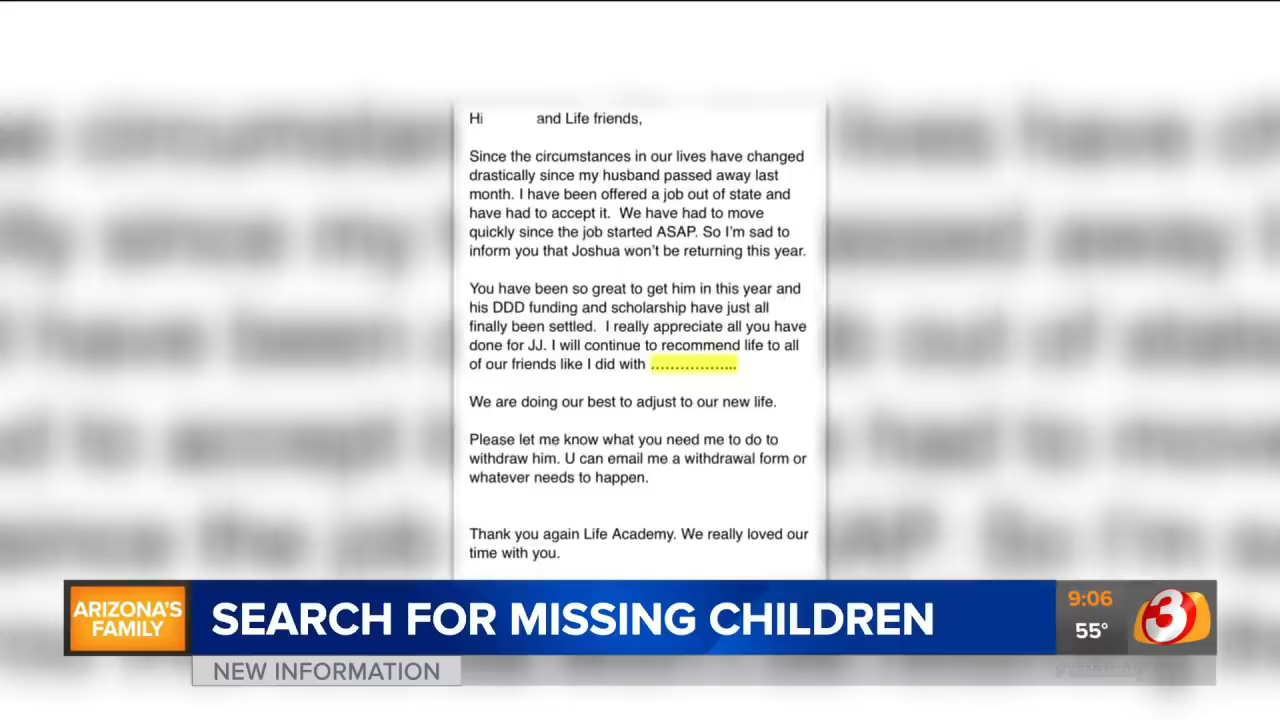 Hi and Life friends,
Since the circumstances in our lives have changed
drastically since my husband passed away last
month. I have been offered a job out of state and
have had to accept it. We have had to move
quickly since the job started ASAP. So I'm sad to
inform you that Joshua won't be returning this year.
You have been so great to get him in this year and
his DDD funding and scholarship have just all
finally been settled. I really appreciate all you have
done for JJ. I will continue to recommend life to all
of our friends like I did with ……………...
We are doing our best to adjust to our new life.
Please let me know what you need me to do to
withdraw him. U can email me a withdrawal form or
whatever needs to happen.
Thank you again Life Academy. We really loved our
time with you.
ARIZONA'S
FAMILY
SEARCH FOR MISSING CHILDREN
9:06
55°
3
NEW INFORMATION